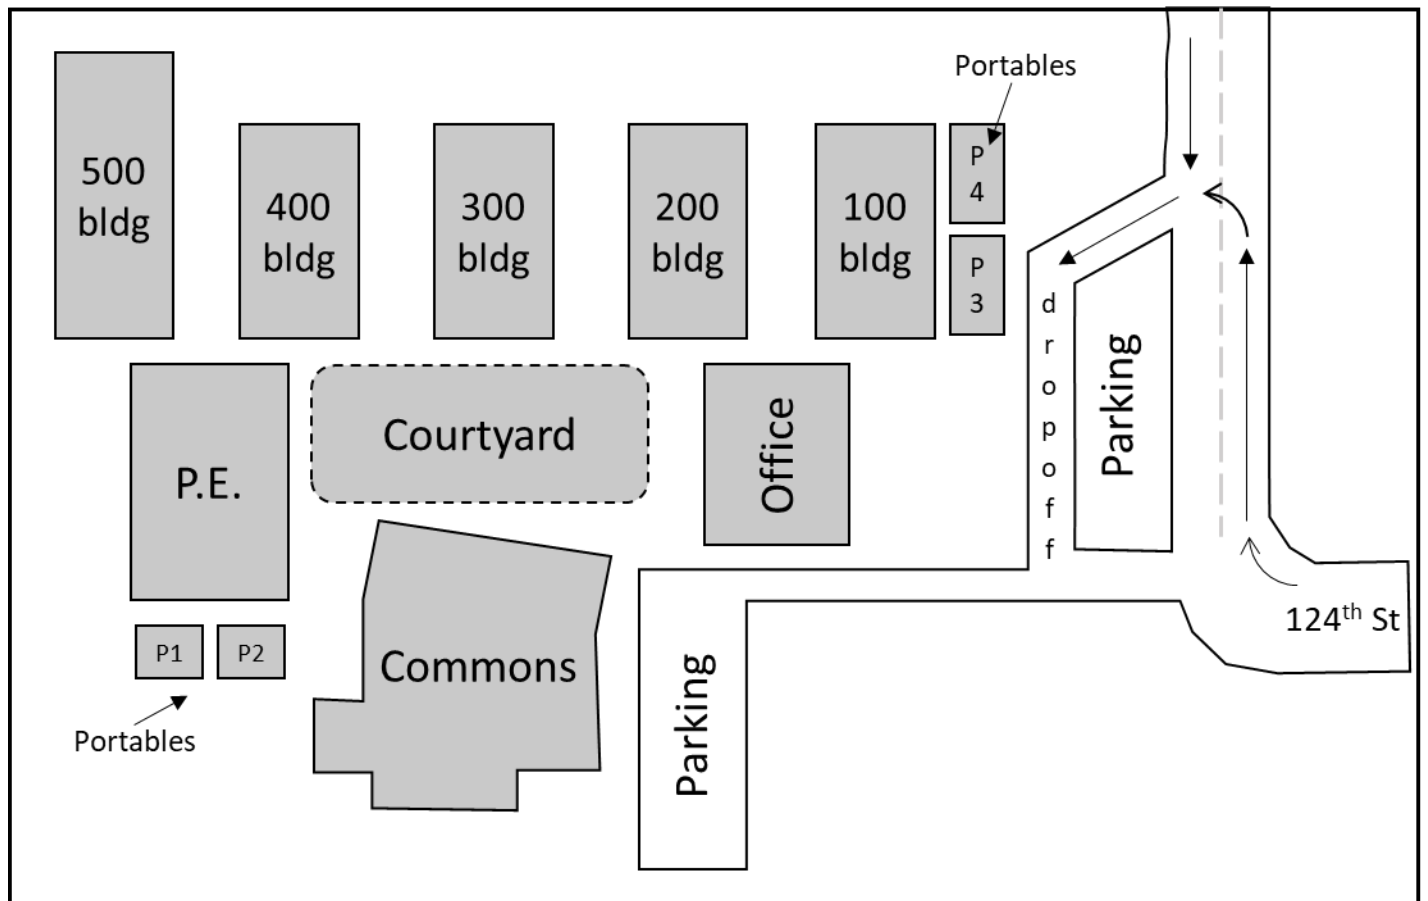 Portables
500
bldg
400
bldg
300
bldg
200
bldg
100
bldg
P
4
P
3
d
r
o
p
o
f
f
Parking
P.E.
Courtyard
Office
Commons
P1
P2
Portables
Parking
124th St